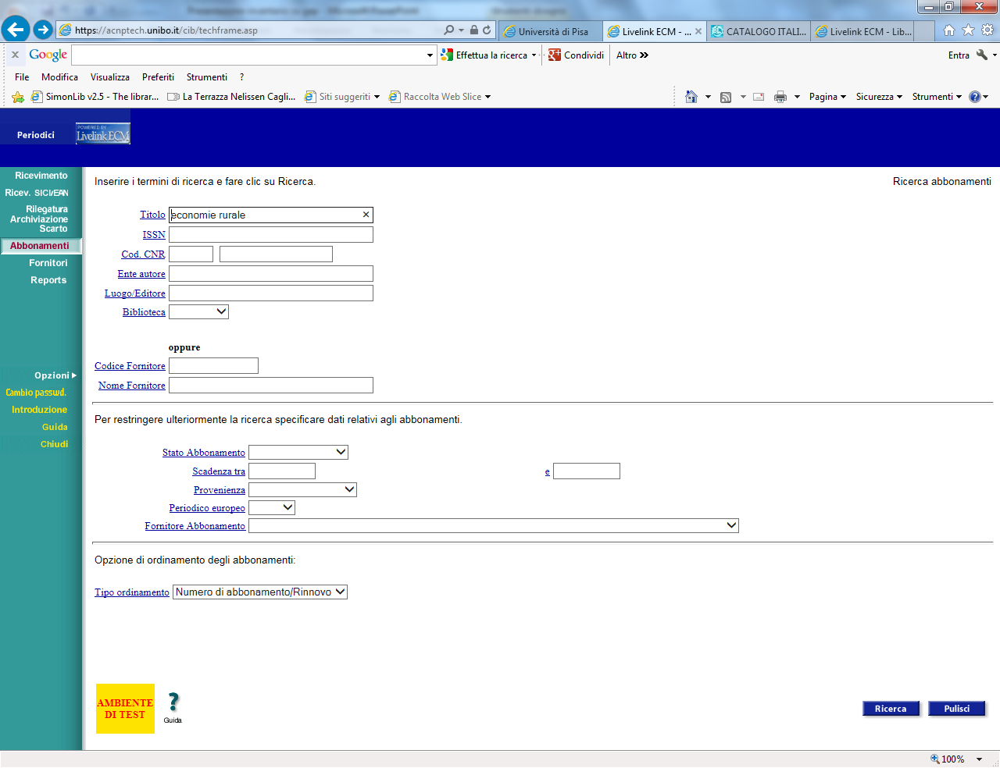 https://acnptech.unibo.it/cib/techframe.asp
Università di Pisa
Livelink ECM - ...
CATALOGO ITALI...
Livelink ECM - Lib...
x Google Effettua la ricerca Condividi Altro » Entra
File Modifica Visualizza Preferiti Strumenti ?
SimonLib v2.5 - The librar... La Terrazza Nelissen Cagli... Siti suggeriti Raccolta Web Slice Pagina Sicurezza Strumenti
Periodici
POWERED BY
Livelink ECM
Ricevimento
Ricev. SICI/EAN
Rilegatura
Archiviazione
Scarto
Abbonamenti
Fornitori
Reports
Opzioni
Cambio passwd.
Introduzione
Guida
Chiudi
Inserire i termini di ricerca e fare clic su Ricerca. Ricerca abbonamenti
Titolo economie rurale
ISSN
Cod. CNR
Ente autore
Luogo/Editore
Biblioteca
oppure
Codice Fornitore
Nome Fornitore
Per restringere ulteriormente la ricerca specificare dati relativi agli abbonamenti.
Stato Abbonamento
Scadenza tra e
Provenienza
Periodico europeo
Fornitore Abbonamento
Opzione di ordinamento degli abbonamenti:
Tipo ordinamento Numero di abbonamento/Rinnovo
AMBIENTE
DI TEST
?
Guida
Ricerca Pulisci
100%